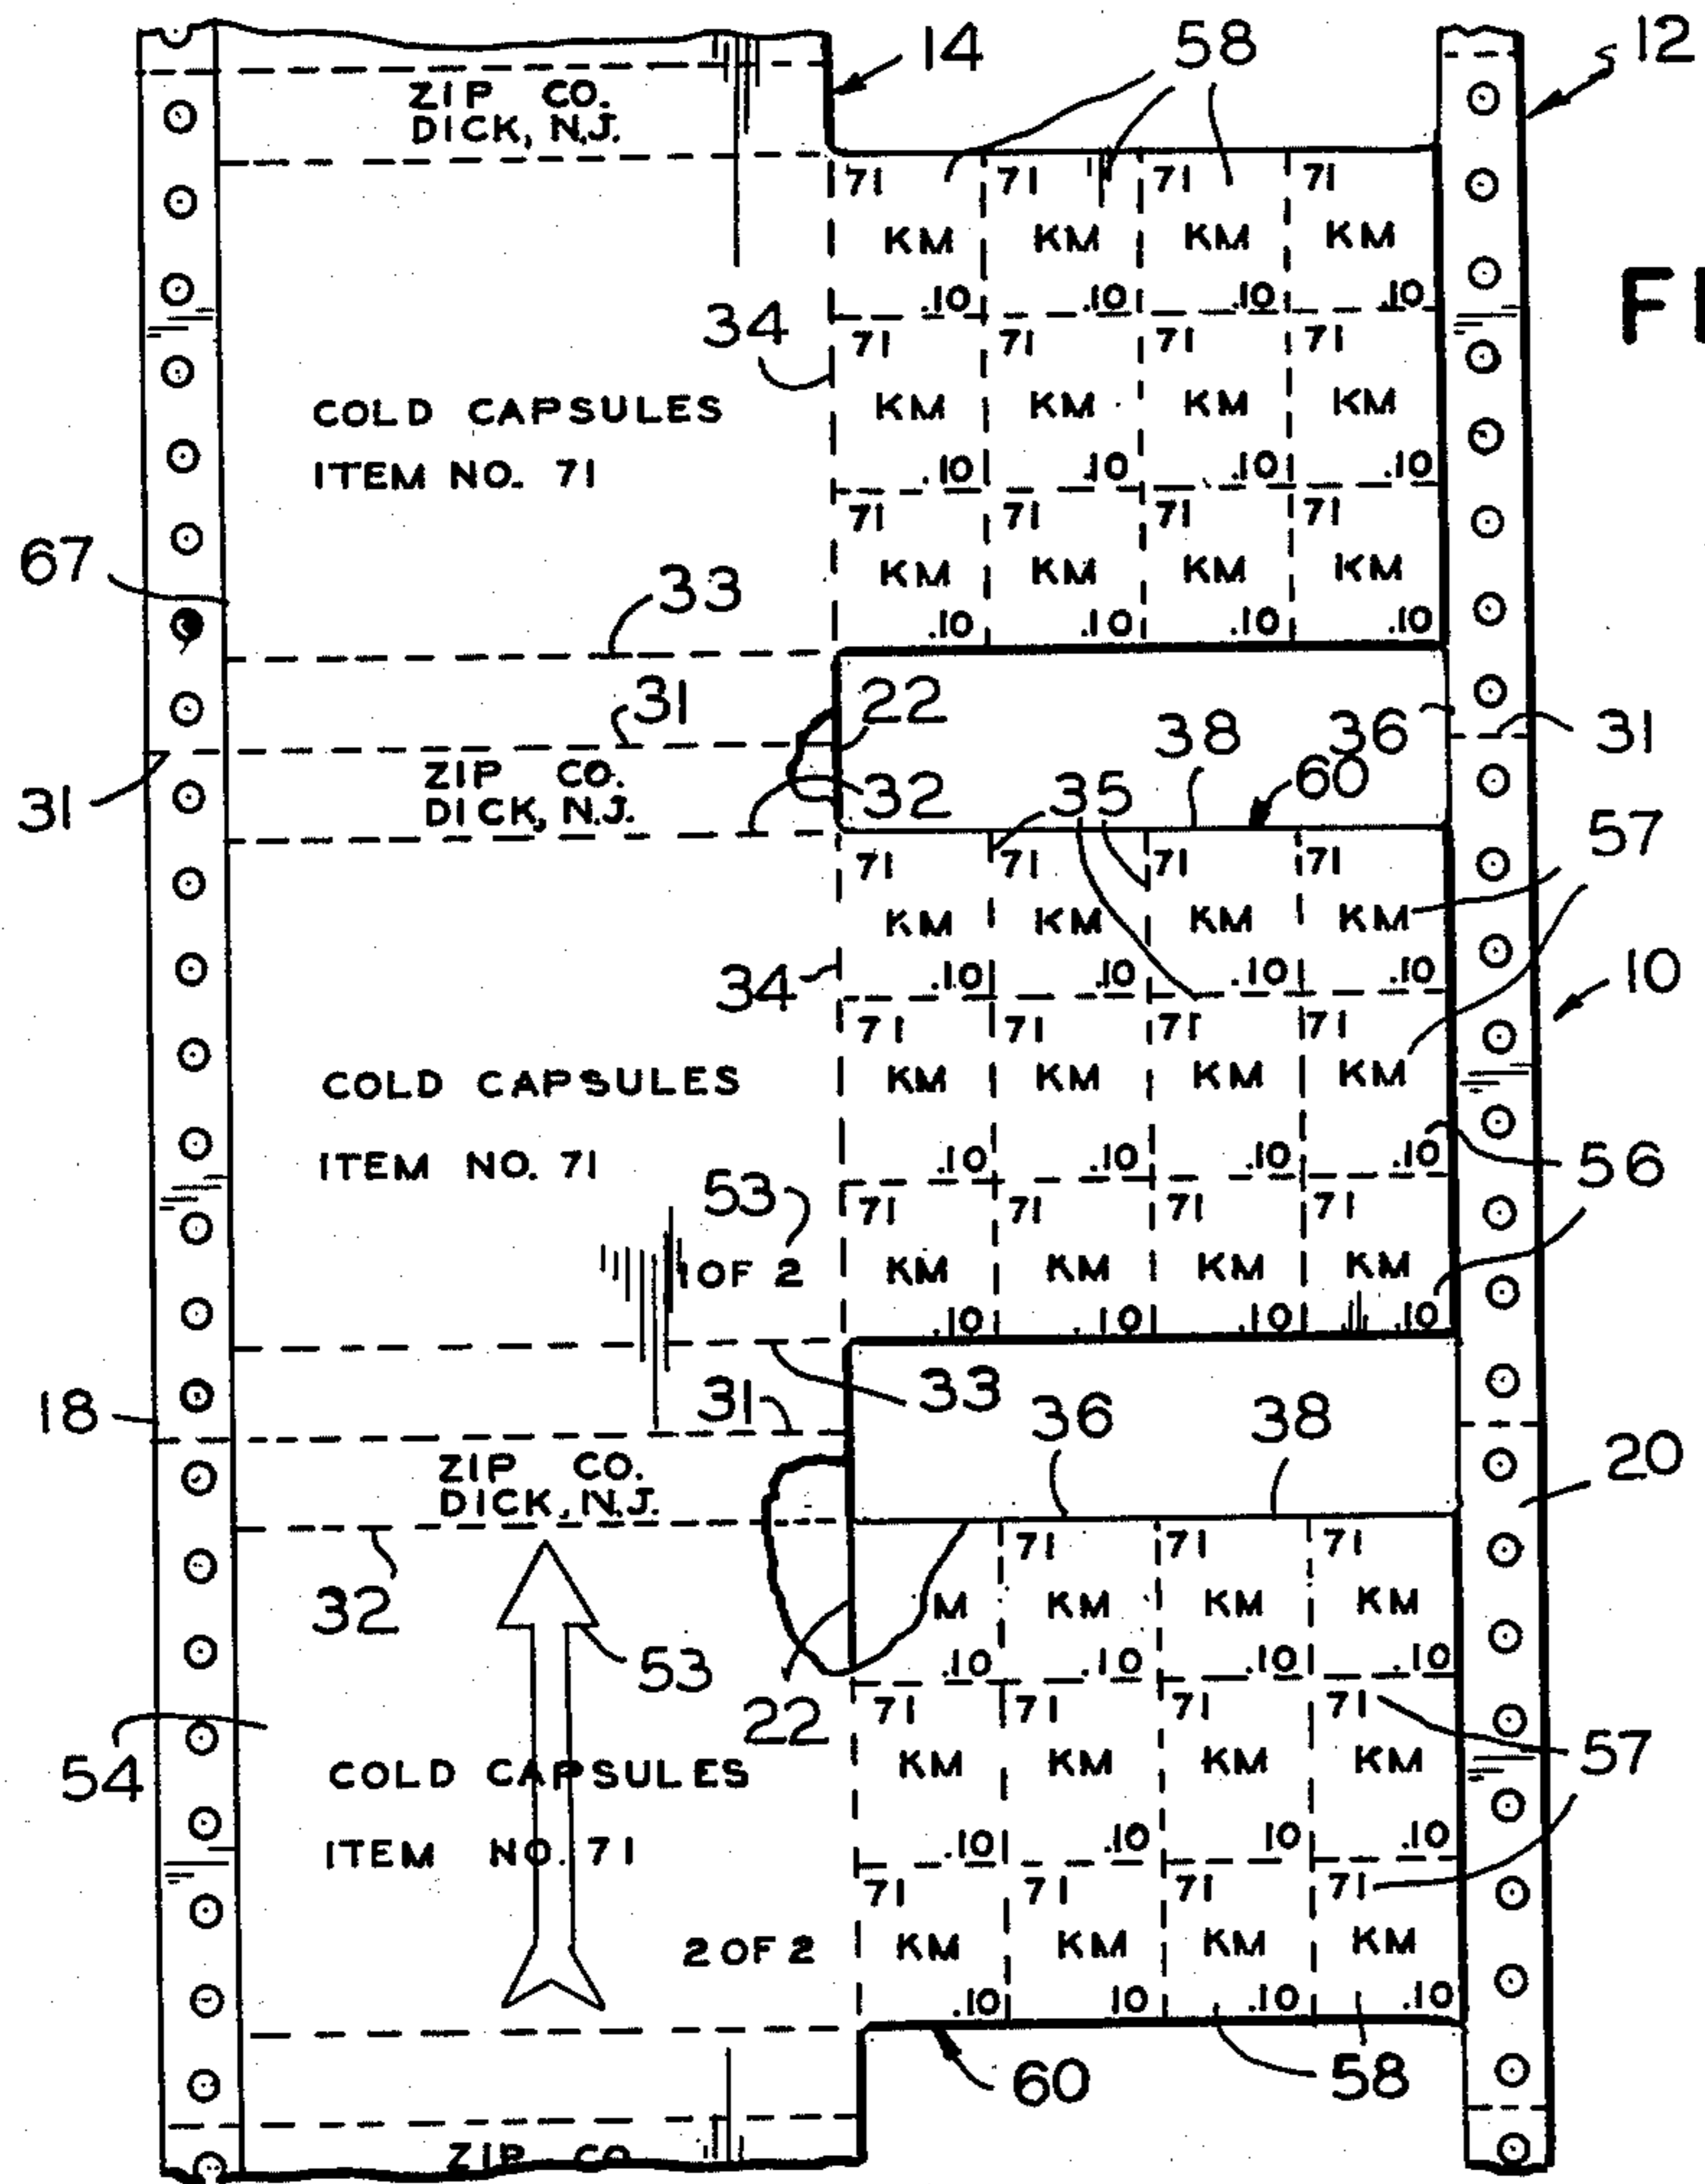 14 58 12
ZIP CO.
DICK, N.J.
71 71 71 71
KM KM KM KM
.10 .10 .10 .10
34
71 71 71 71
COLD CAPSULES
KM KM KM KM
ITEM NO. 71
.10 .10 .10 .10
71 71 71 71
67
KM KM KM KM
33
.10 .10 .10 .10
31 22 38 36 31
ZIP CO.
DICK, N.J.
31 32 35 60
57
71 71 71 71
KM KM KM KM
34
.10 .10 .10 .10
10
71 71 71 71
COLD CAPSULES
KM KM KM KM
ITEM NO. 71
.10 .10 .10 .10
56
53
71 71 71 71
1 OF 2
KM KM KM KM
.10 .10 .10 .10
18 31 33 36 38
20
ZIP CO.
DICK, N.J.
71 71 71
32
M KM KM KM
53
.10 .10 .10 .10
22
71 71 71 71
54
COLD CAPSULES
KM KM KM KM
57
ITEM NO. 71
.10 .10 10 .10
71 71 71 71
2 OF 2
KM KM KM KM
.10 10 .10 .10
60 58
ZIP CO